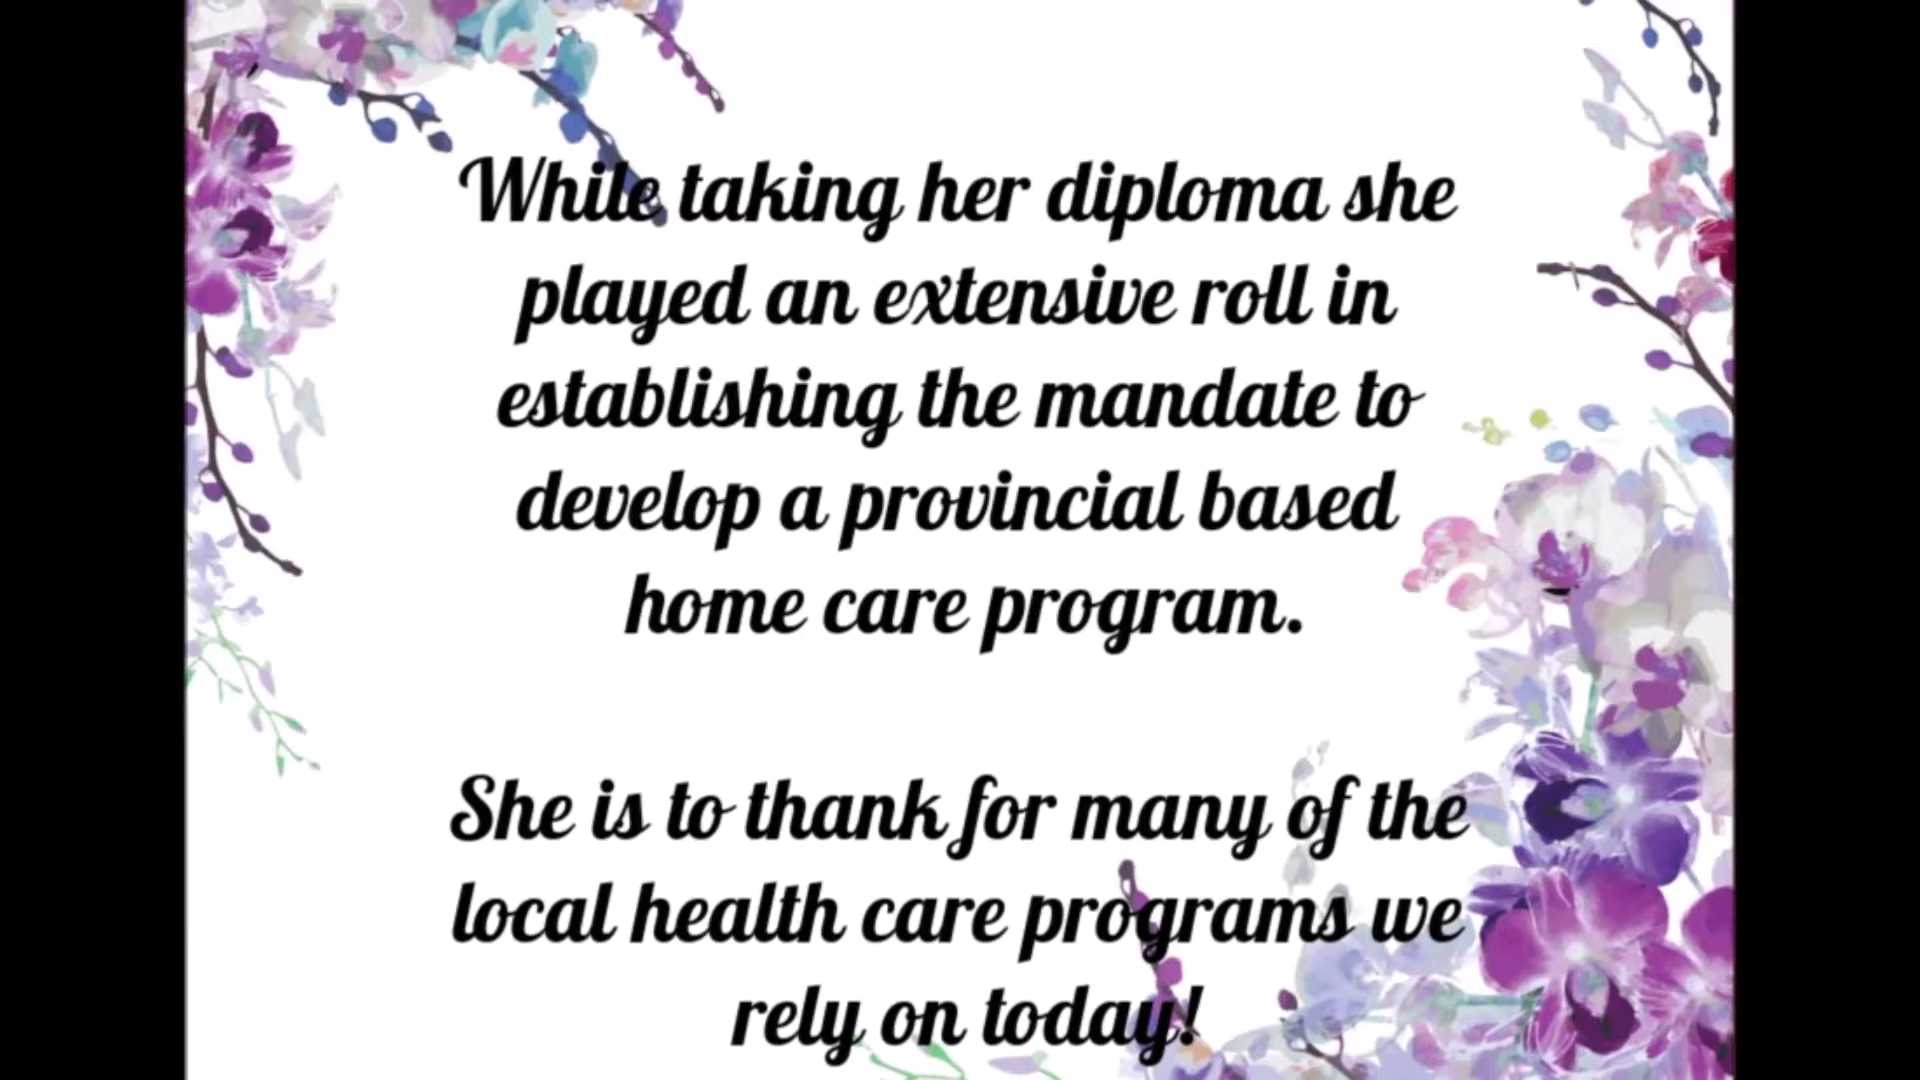 While taking her diploma she
played an extensive roll in
establishing the mandate to
develop a provincial based
home care program.
She is to thank for many of the
local health care programs we
rely on today!